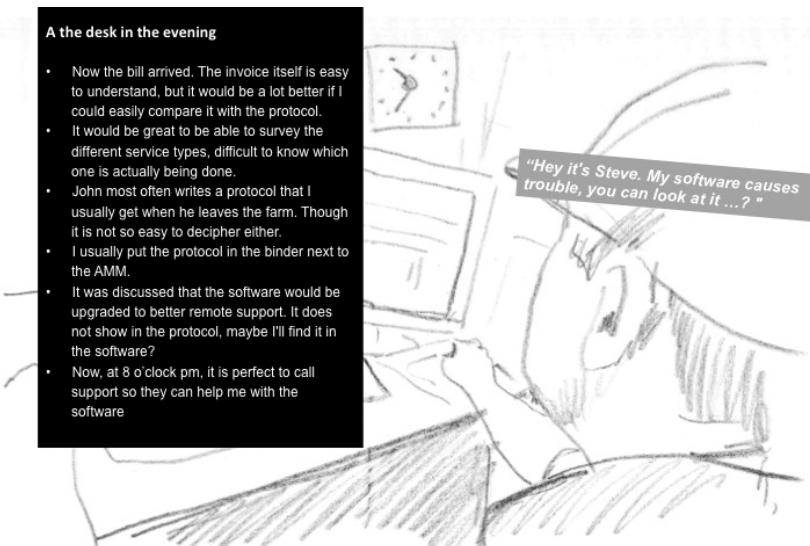 A the desk in the evening
• Now the bill arrived. The invoice itself is easy
to understand, but it would be a lot better if I
could easily compare it with the protocol.
• It would be great to be able to survey the
different service types, difficult to know which
one is actually being done.
• John most often writes a protocol that I
usually get when he leaves the farm. Though
it is not so easy to decipher either.
• I usually put the protocol in the binder next to
the AMM.
• It was discussed that the software would be
upgraded to better remote support. It does
not show in the protocol, maybe I'll find it in
the software?
• Now, at 8 o'clock pm, it is perfect to call
support so they can help me with the
software
"Hey it's Steve. My software causes
trouble, you can look at it ...? "